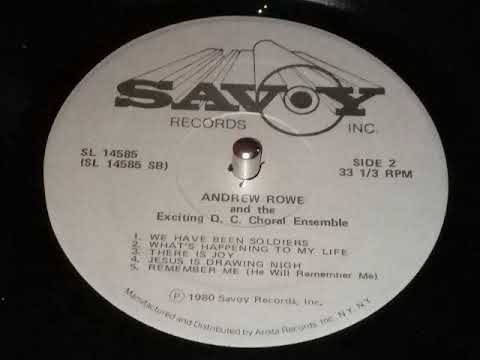 SAVOY
RECORDS INC.
SL 14585 SIDE 2
(SL 14585 SB) 33 1/3 RPM
ANDREW ROWE
and the
Exciting D. C. Choral Ensemble
1. WE HAVE BEEN SOLDIERS
2. WHAT'S HAPPENING TO MY LIFE
3. THERE IS JOY
4. JESUS IS DRAWING NIGH
5. REMEMBER ME (He Will Remember Me)
Ⓟ 1980 Savoy Records, Inc.
Manufactured and Distributed by Arista Records, Inc. N.Y. N.Y.